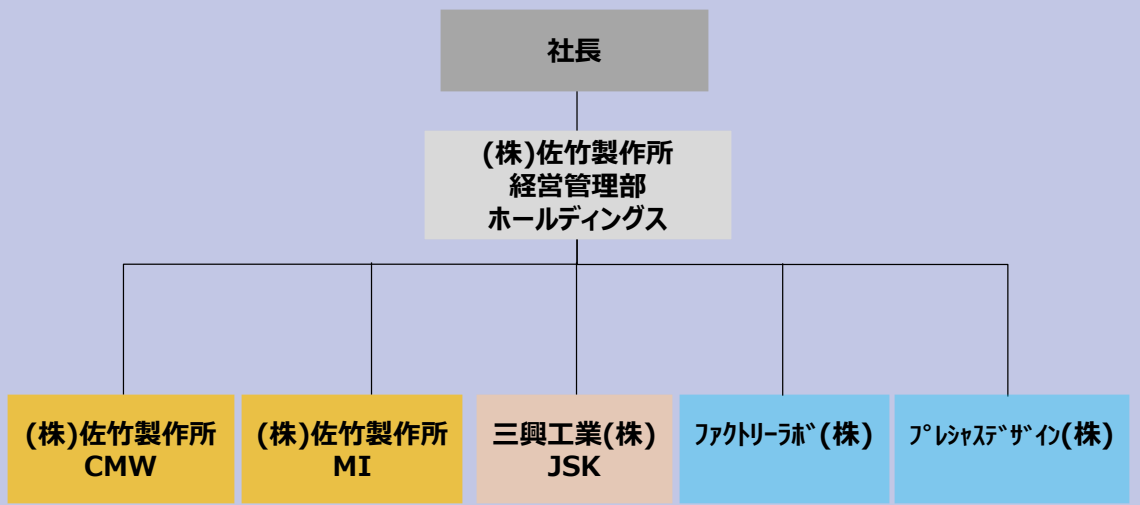 社長
(株)佐竹製作所
経営管理部
ホールディングス
(株)佐竹製作所
CMW
(株)佐竹製作所
MI
三興工業(株)
JSK
ファクトリーラボ(株)
プレシャスデザイン(株)